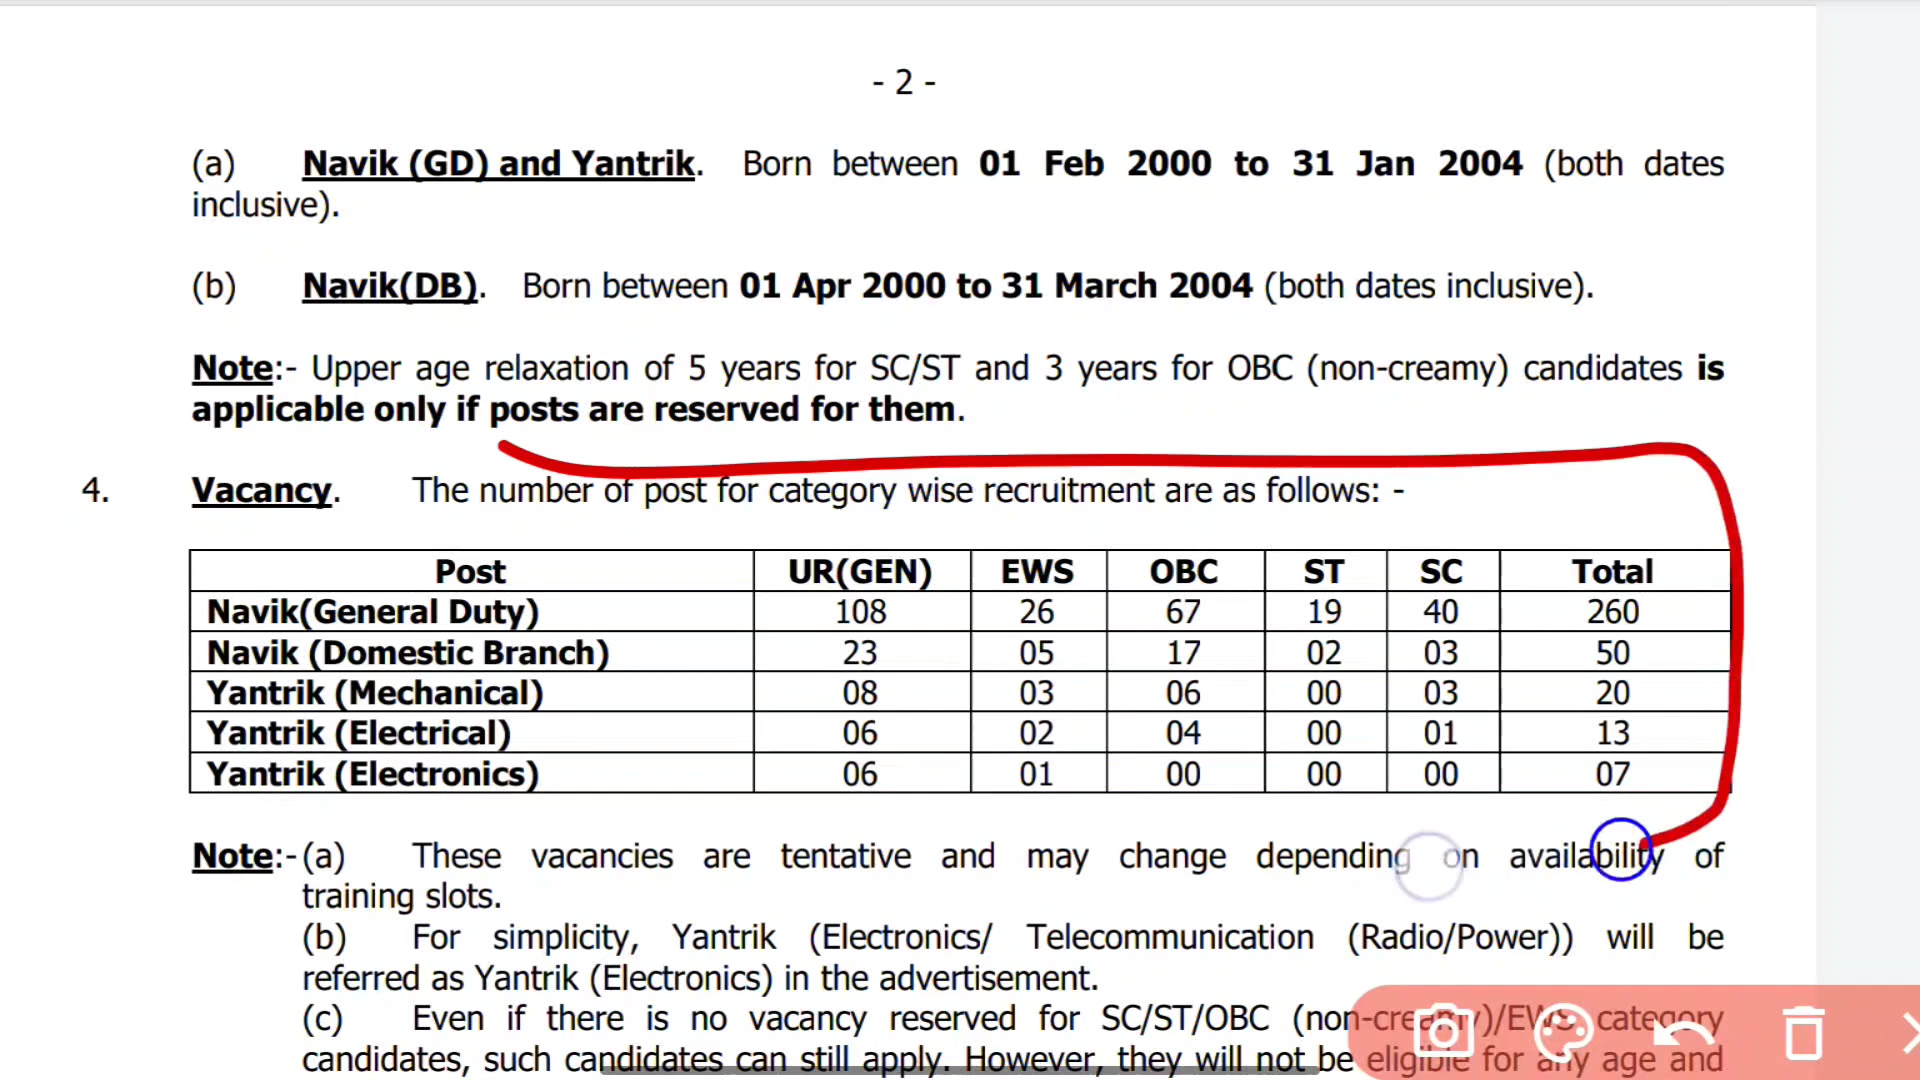 - 2 -
(a) Navik (GD) and Yantrik. Born between 01 Feb 2000 to 31 Jan 2004 (both dates
inclusive).
(b) Navik(DB). Born between 01 Apr 2000 to 31 March 2004 (both dates inclusive).
Note:- Upper age relaxation of 5 years for SC/ST and 3 years for OBC (non-creamy) candidates is
applicable only if posts are reserved for them.
4. Vacancy. The number of post for category wise recruitment are as follows: -
Post UR(GEN) EWS OBC ST SC Total
Navik(General Duty) 108 26 67 19 40 260
Navik (Domestic Branch) 23 05 17 02 03 50
Yantrik (Mechanical) 08 03 06 00 03 20
Yantrik (Electrical) 06 02 04 00 01 13
Yantrik (Electronics) 06 01 00 00 00 07
Note:-(a) These vacancies are tentative and may change depending on availability of
training slots.
(b) For simplicity, Yantrik (Electronics/ Telecommunication (Radio/Power)) will be
referred as Yantrik (Electronics) in the advertisement.
(c) Even if there is no vacancy reserved for SC/ST/OBC (non-creamy)/EWS category
candidates, such candidates can still apply. However, they will not be eligible for any age and